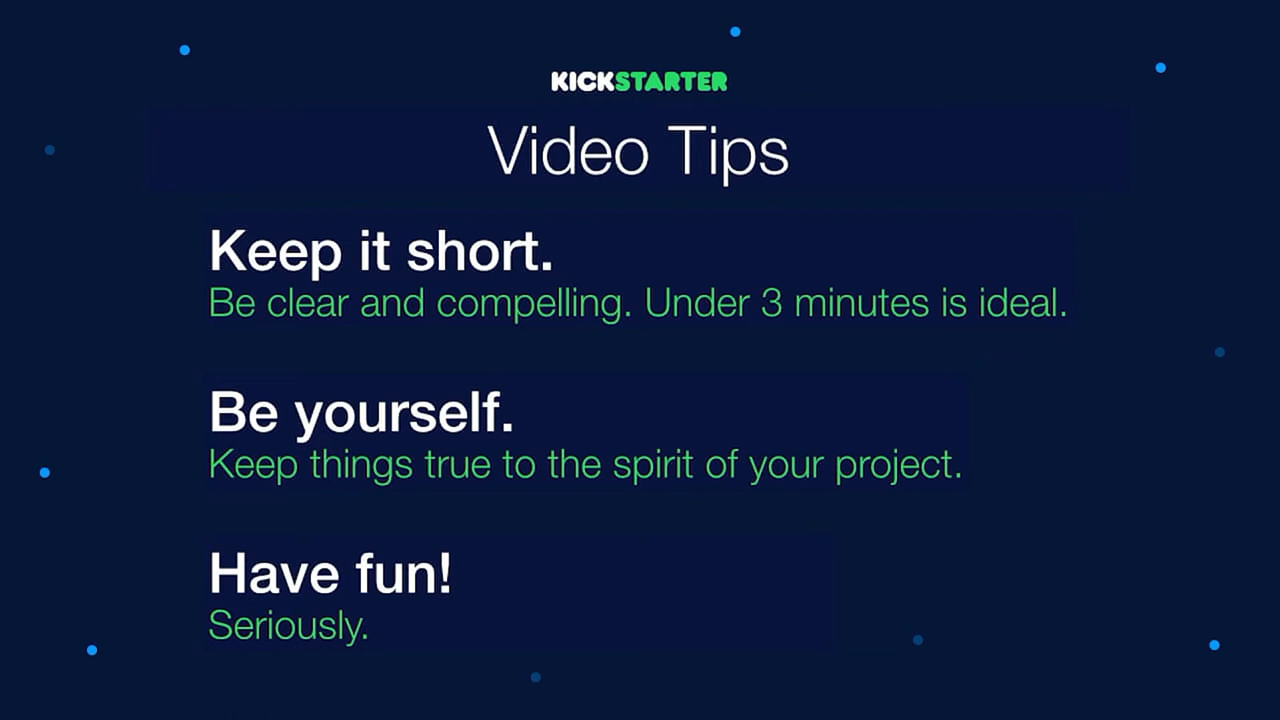 KICKSTARTER
Video Tips
Keep it short.
Be clear and compelling. Under 3 minutes is ideal.
Be yourself.
Keep things true to the spirit of your project.
Have fun!
Seriously.